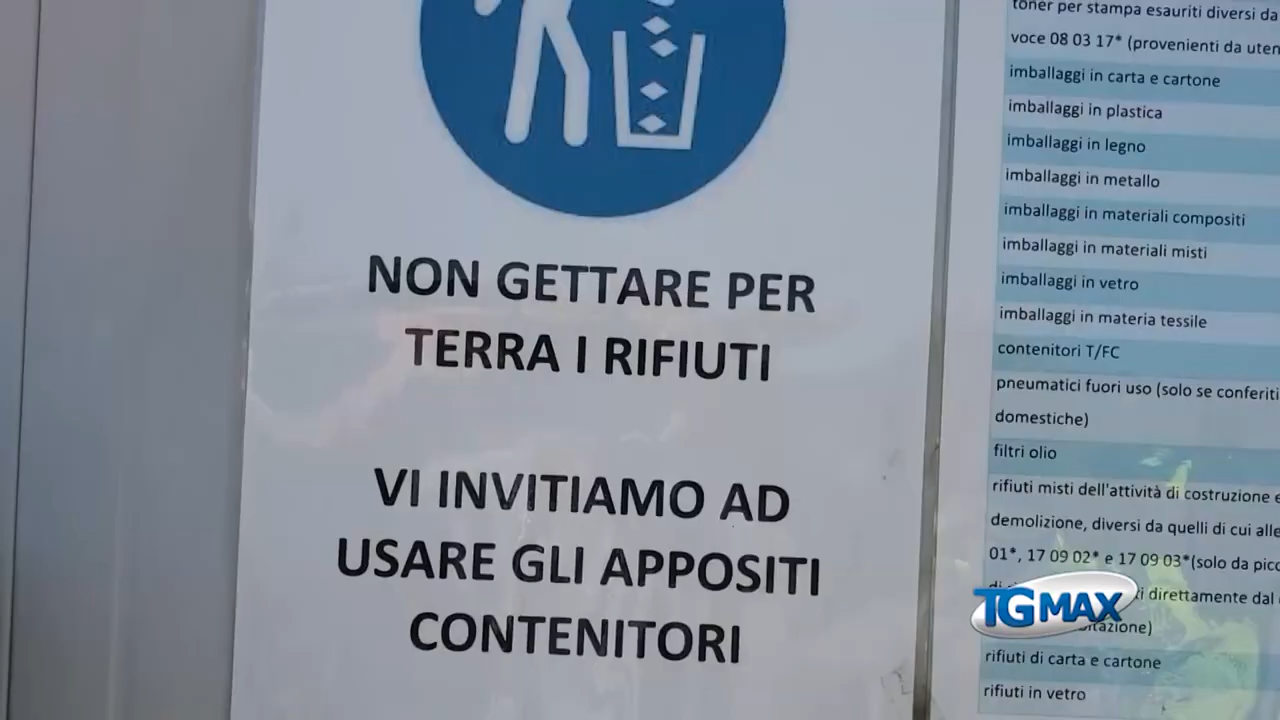 NON GETTARE PER
TERRA I RIFIUTI
VI INVITIAMO AD
USARE GLI APPOSITI
CONTENITORI
toner per stampa esauriti diversi da
voce 08 03 17* (provenienti da
imballaggi in carta e cartone
imballaggi in plastica
imballaggi in legno
imballaggi in metallo
imballaggi in materiali compositi
imballaggi in materiali misti
imballaggi in vetro
imballaggi in materia tessile
contenitori T/FC
pneumatici fuori uso (solo se conferiti
domestiche)
filtri olio
rifiuti misti dell'attività di costruzione e
demolizione, diversi da quelli di cui
01*, 17 09 02* e 17 09 03*(solo da
direttamente dal
rifiuti di carta e cartone
rifiuti in vetro
TGMAX